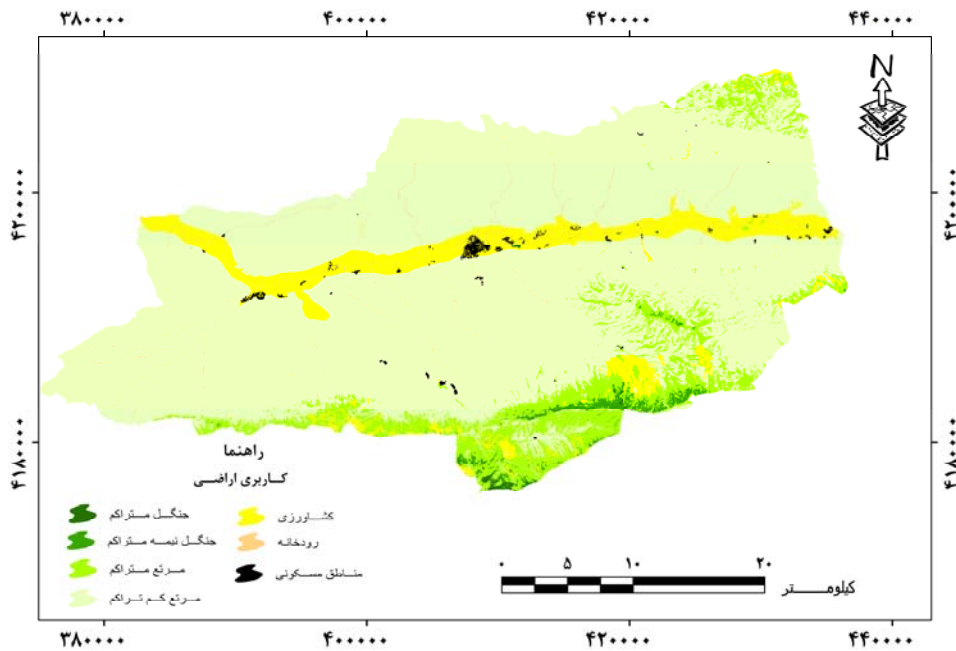 ۳۸۰۰۰۰ ۴۰۰۰۰۰ ۴۲۰۰۰۰ ۴۴۰۰۰۰
N
۴۲۰۰۰۰۰ ۴۲۰۰۰۰۰
۴۱۸۰۰۰۰ ۴۱۸۰۰۰۰
راهنما
کاربری اراضی
جنگل متراکم
جنگل نیمه متراکم
مرتع متراکم
مرتع کم تراکم
کشاورزی
رودخانه
مناطق مسکونی
۰ ۵ ۱۰ ۲۰
کیلومتر
۳۸۰۰۰۰ ۴۰۰۰۰۰ ۴۲۰۰۰۰ ۴۴۰۰۰۰